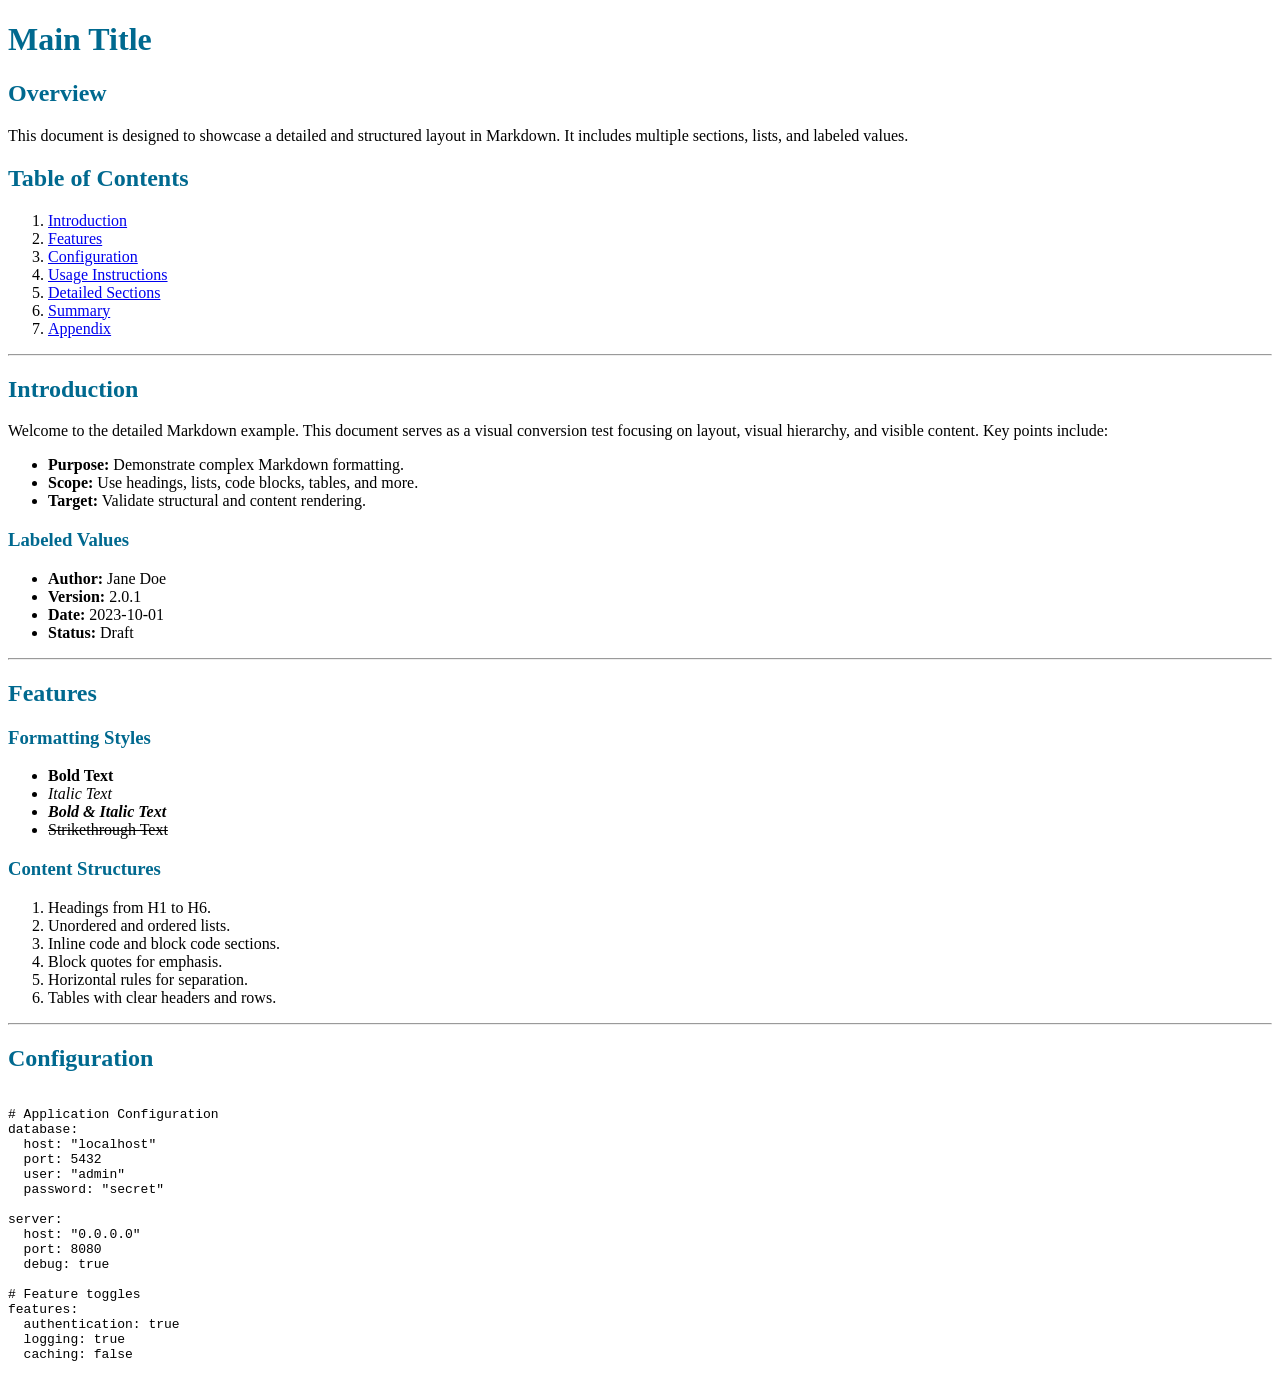 Main Title
Overview
This document is designed to showcase a detailed and structured layout in Markdown. It includes multiple sections, lists, and labeled values.
Table of Contents
1. Introduction
2. Features
3. Configuration
4. Usage Instructions
5. Detailed Sections
6. Summary
7. Appendix
Introduction
Welcome to the detailed Markdown example. This document serves as a visual conversion test focusing on layout, visual hierarchy, and visible content. Key points include:
• Purpose: Demonstrate complex Markdown formatting.
• Scope: Use headings, lists, code blocks, tables, and more.
• Target: Validate structural and content rendering.
Labeled Values
• Author: Jane Doe
• Version: 2.0.1
• Date: 2023-10-01
• Status: Draft
Features
Formatting Styles
• Bold Text
• Italic Text
• Bold & Italic Text
• Strikethrough Text
Content Structures
1. Headings from H1 to H6.
2. Unordered and ordered lists.
3. Inline code and block code sections.
4. Block quotes for emphasis.
5. Horizontal rules for separation.
6. Tables with clear headers and rows.
Configuration
# Application Configuration
database:
  host: "localhost"
  port: 5432
  user: "admin"
  password: "secret"
server:
  host: "0.0.0.0"
  port: 8080
  debug: true
# Feature toggles
features:
  authentication: true
  logging: true
  caching: false